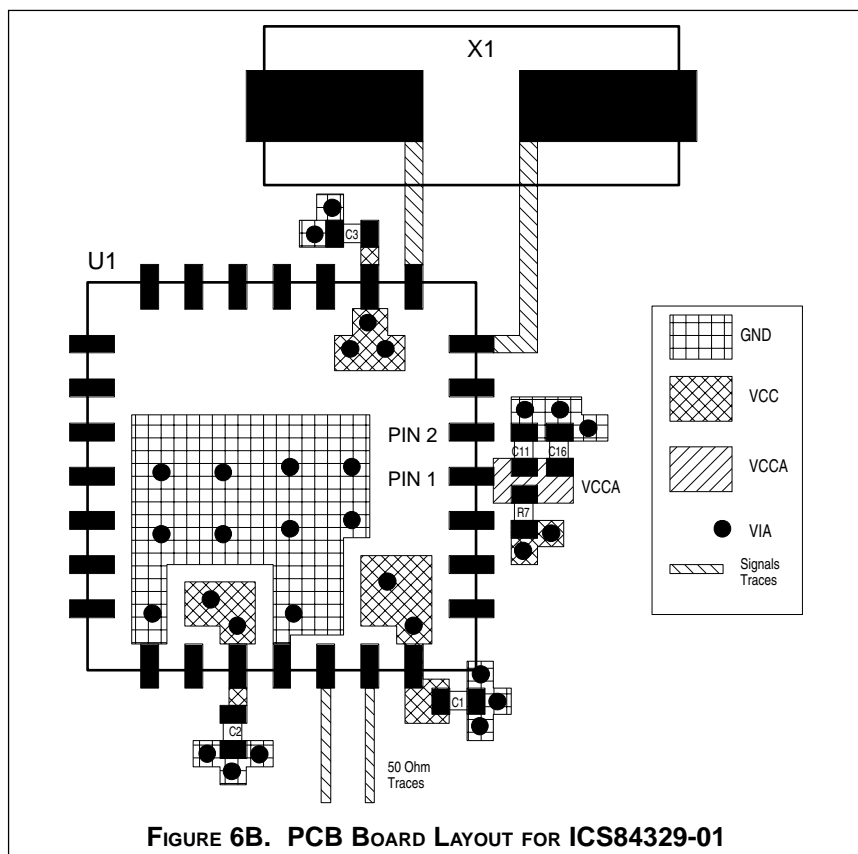 X1
C3
U1
GND
VCC
PIN 2
C11 C16
PIN 1
VCCA
VCCA
R7
VIA
Signals
Traces
C1
C2
50 Ohm
Traces
FIGURE 6B. PCB BOARD LAYOUT FOR ICS84329-01